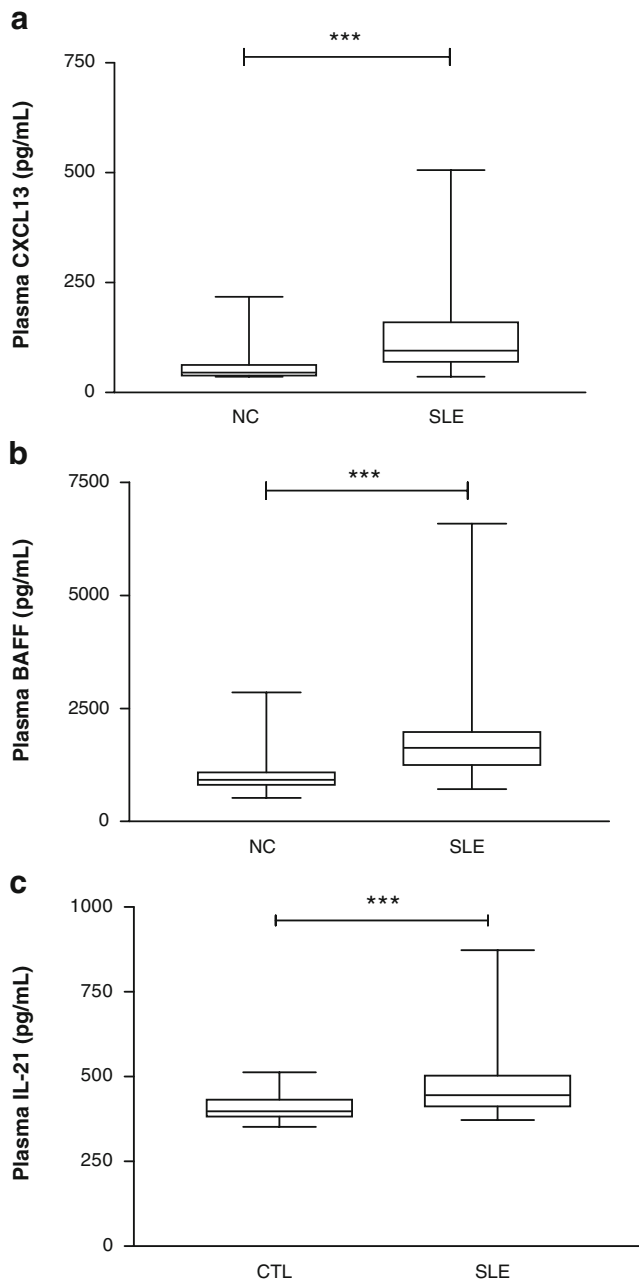 a
***
Plasma CXCL13 (pg/mL)
750
500
250
0
NC SLE
b
***
Plasma BAFF (pg/mL)
7500
5000
2500
0
NC SLE
c
***
Plasma IL-21 (pg/mL)
1000
750
500
250
0
CTL SLE